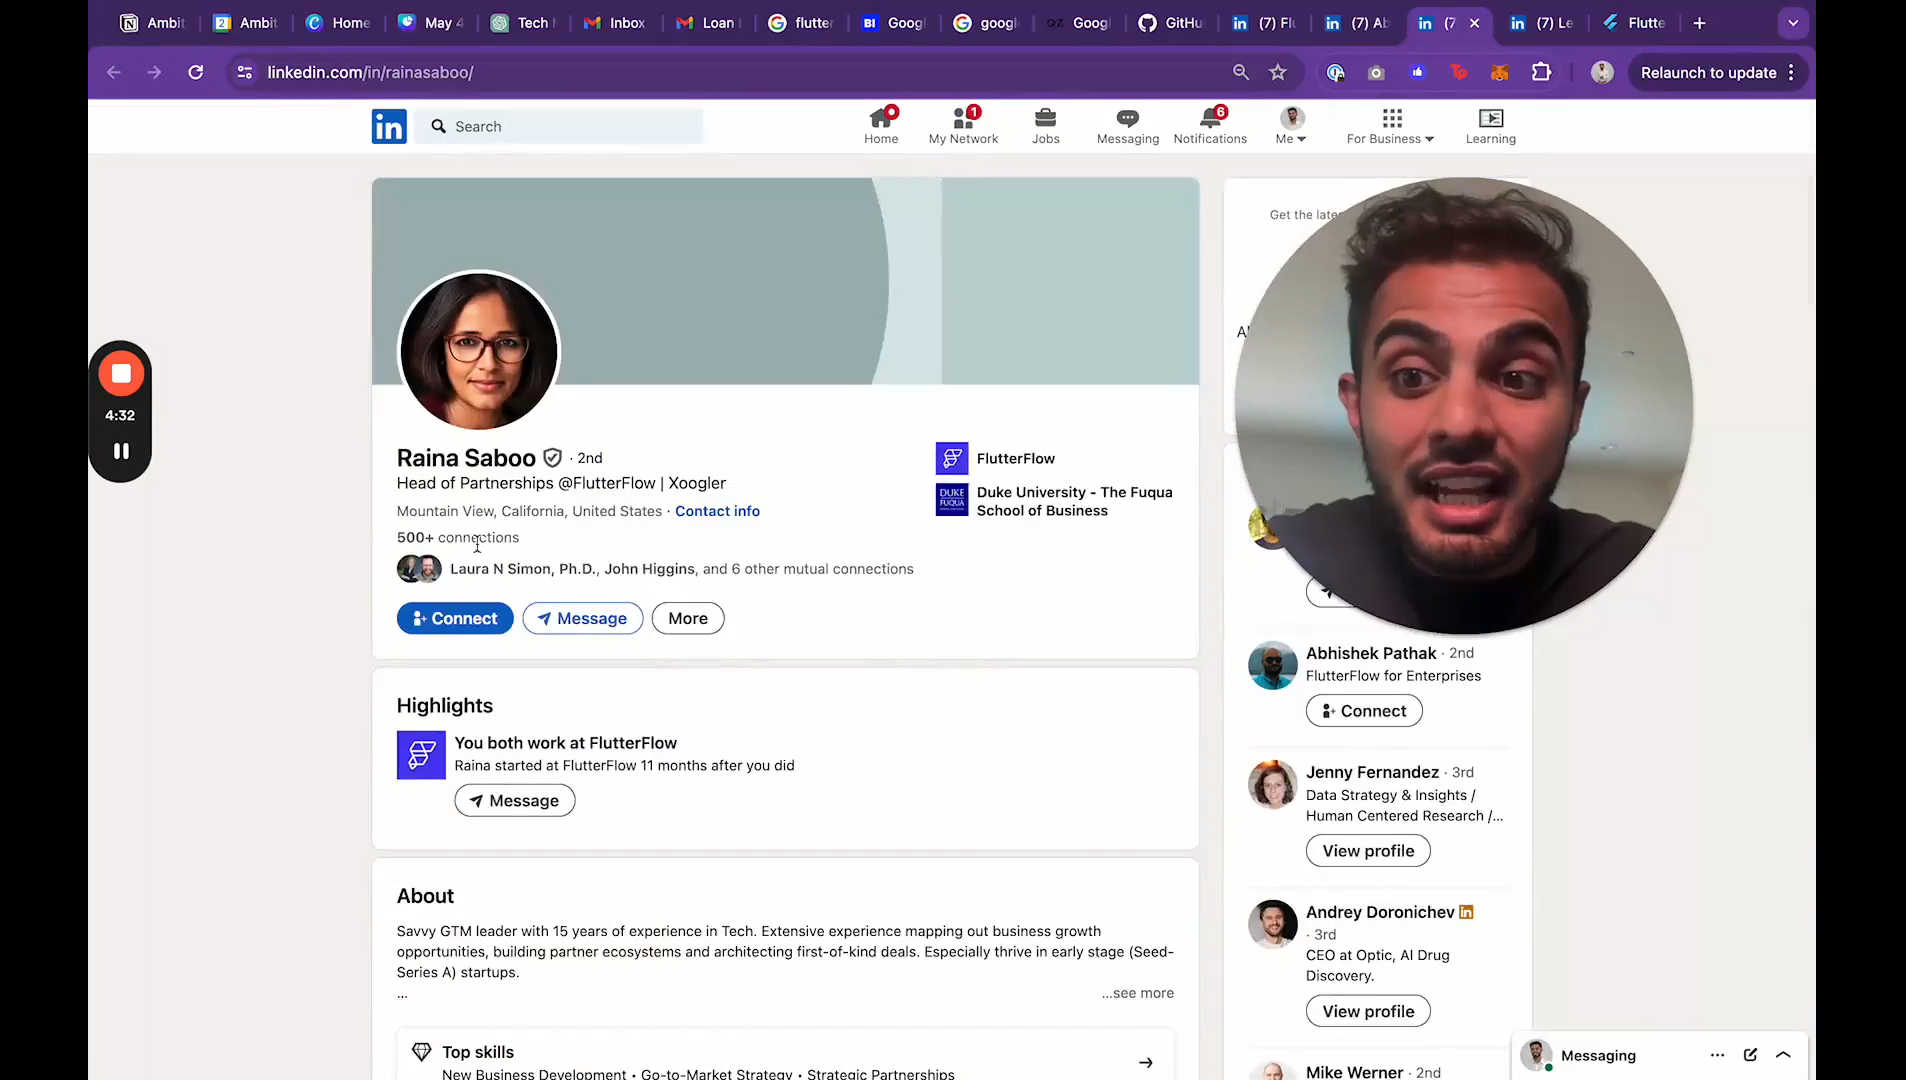 Ambit
2
Ambit
Home
May 4
Tech
Inbox
Loan
flutter
BI
Googl
googl
QZ
Googl
GitHu
(7) Fl
(7) Ab
(7
(7) Le
Flutte
linkedin.com/in/rainasaboo/
Relaunch to update
in
Search
Home
1
My Network
Jobs
Messaging
6
Notifications
Me
For Business
Learning
4:32
Get the late
Raina Saboo · 2nd
Head of Partnerships @FlutterFlow | Xoogler
Mountain View, California, United States · Contact info
500+ connections
Laura N Simon, Ph.D., John Higgins, and 6 other mutual connections
Connect
Message
More
FlutterFlow
DUKE
FUQUA
Duke University - The Fuqua
School of Business
Highlights
You both work at FlutterFlow
Raina started at FlutterFlow 11 months after you did
Message
About
Savvy GTM leader with 15 years of experience in Tech. Extensive experience mapping out business growth
opportunities, building partner ecosystems and architecting first-of-kind deals. Especially thrive in early stage (Seed-
Series A) startups.
...
...see more
Top skills
New Business Development • Go-to-Market Strategy • Strategic Partnerships
Abhishek Pathak · 2nd
FlutterFlow for Enterprises
Connect
Jenny Fernandez · 3rd
Data Strategy & Insights /
Human Centered Research /...
View profile
Andrey Doronichev in
· 3rd
CEO at Optic, AI Drug
Discovery.
View profile
Mike Werner · 2nd
Messaging